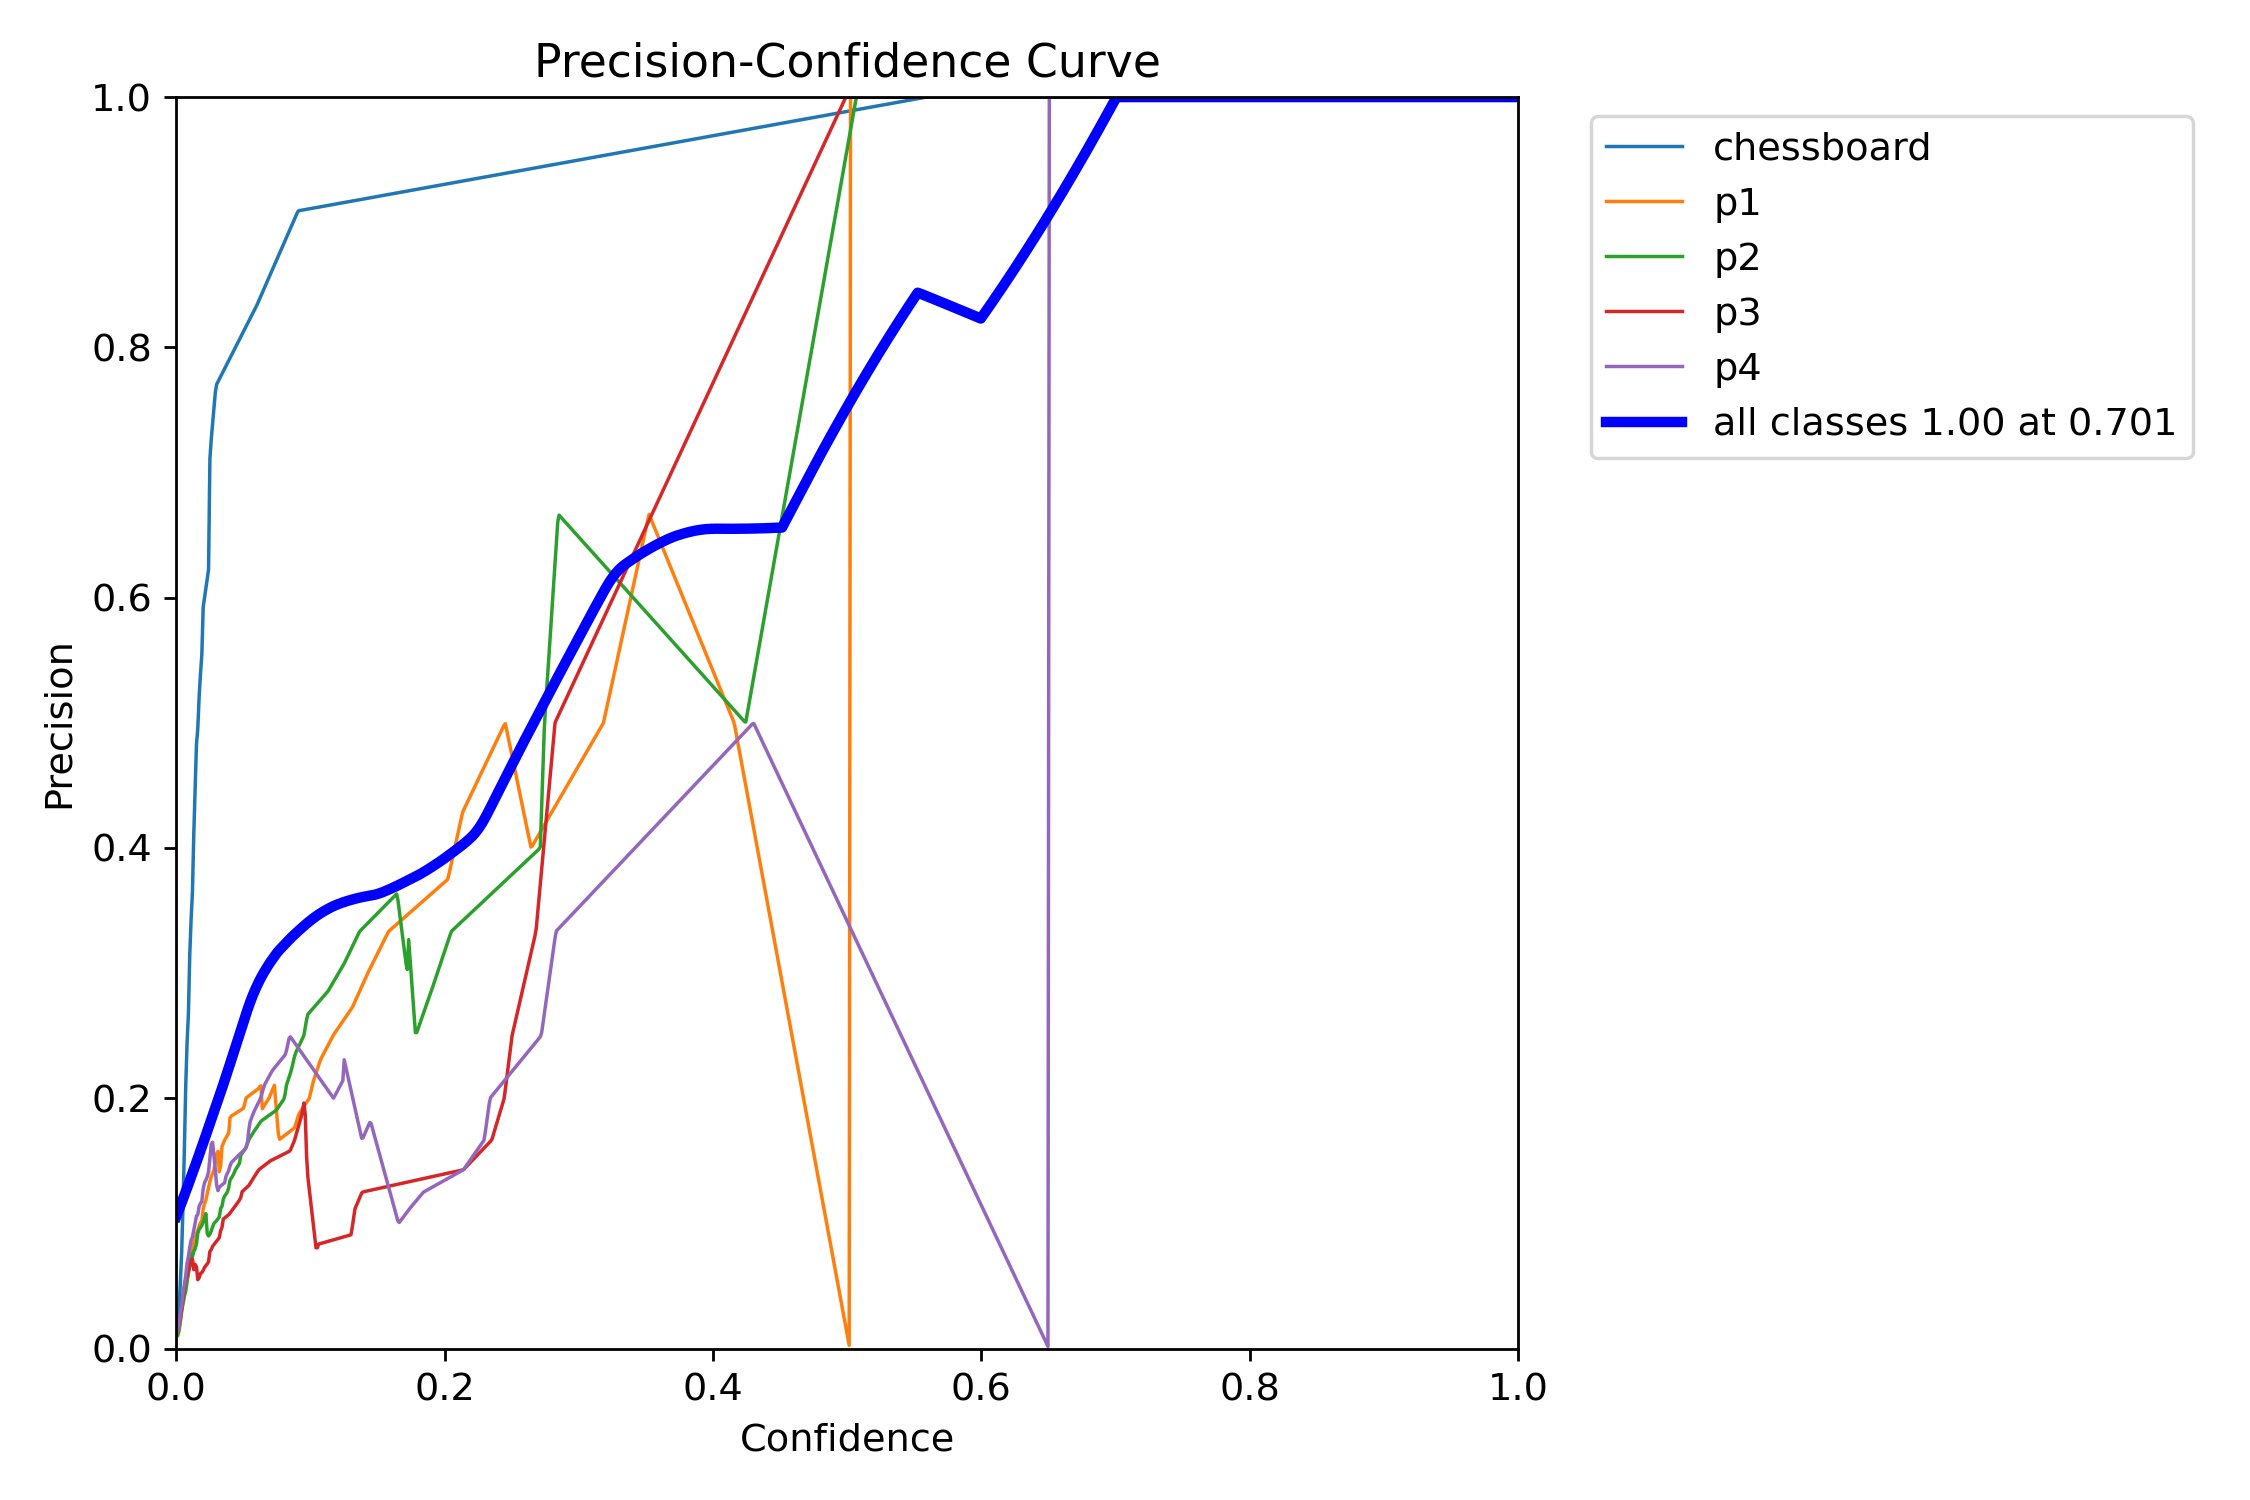 Precision-Confidence Curve
1.0
0.8
0.6
0.4
0.2
0.0
Precision
0.0 0.2 0.4 0.6 0.8 1.0
Confidence
chessboard
p1
p2
p3
p4
all classes 1.00 at 0.701